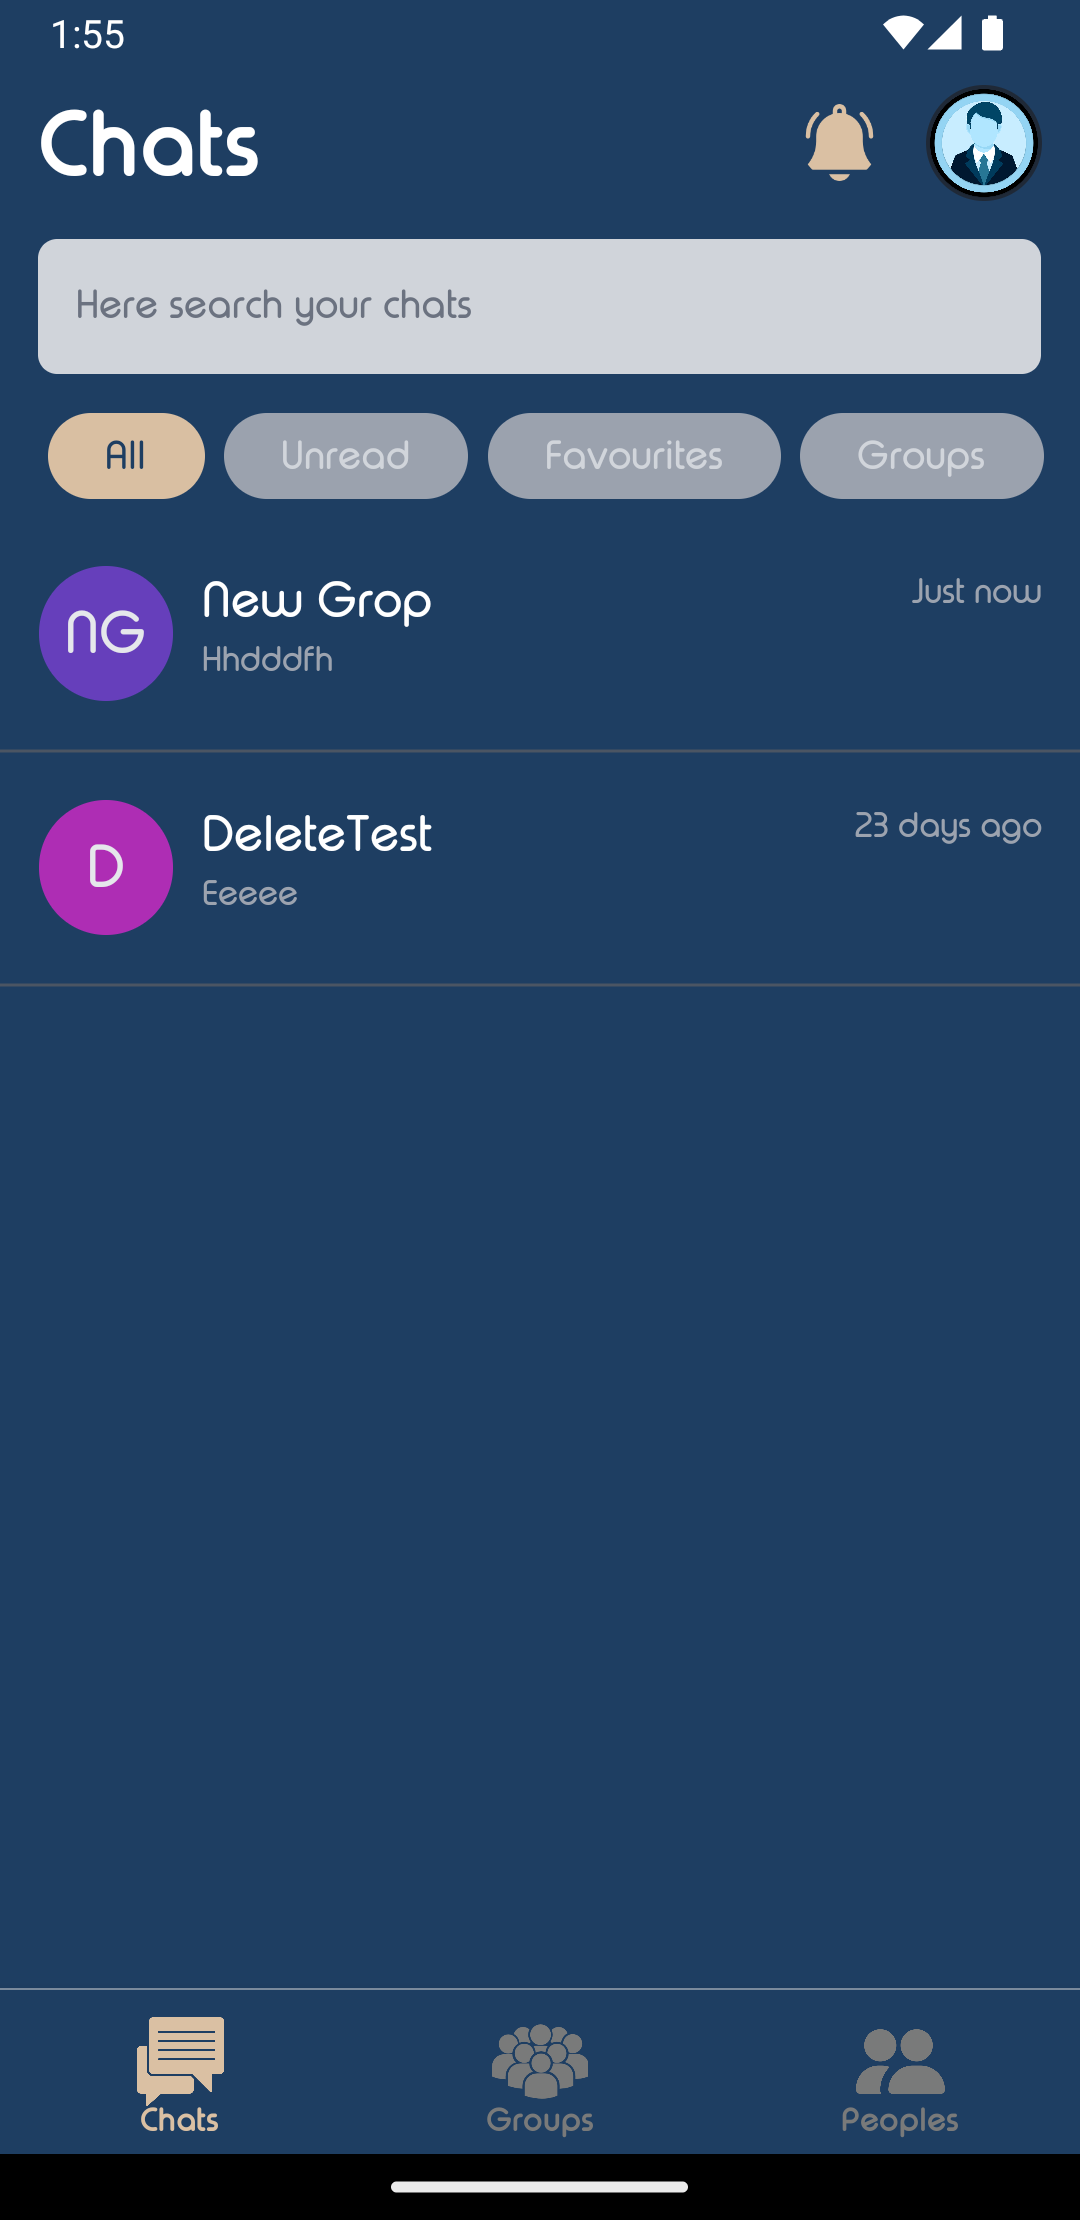 1:55
Chats
Here search your chats
All Unread Favourites Groups
NG New Grop Just now
Hhdddfh
D DeleteTest 23 days ago
Eeeee
Chats Groups Peoples